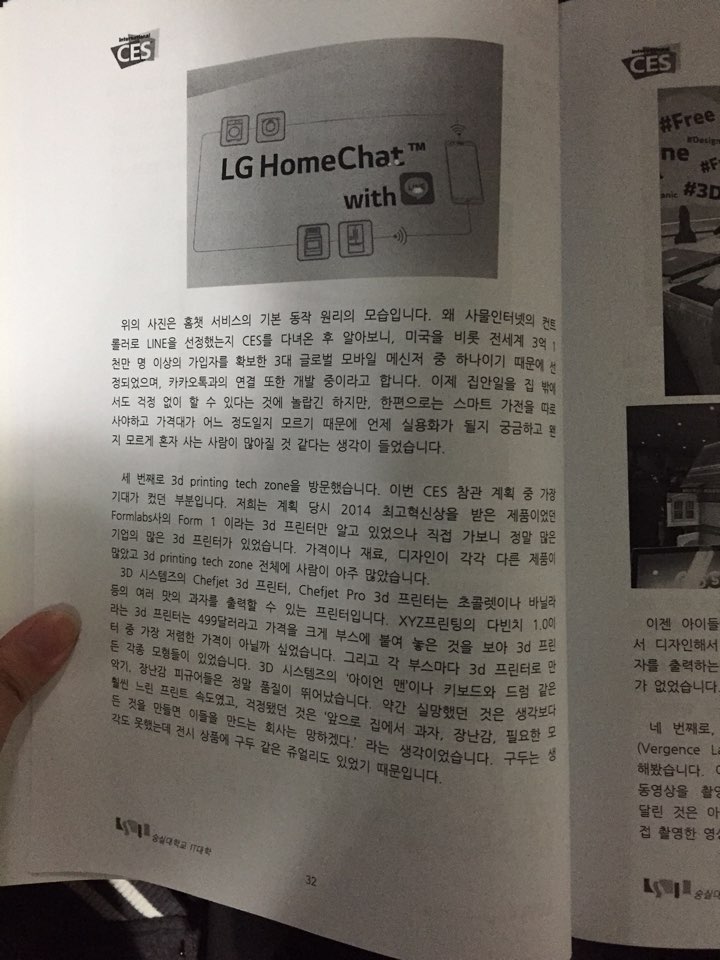 International
CES
LG HomeChat™
with LINE
위의 사진은 홈챗 서비스의 기본 동작 원리의 모습입니다. 왜 사물인터넷의 컨트
롤러로 LINE을 선정했는지 CES를 다녀온 후 알아보니, 미국을 비롯 전세계 3억 1
천만 명 이상의 가입자를 확보한 3대 글로벌 모바일 메신저 중 하나이기 때문에 선
정되었으며, 카카오톡과의 연결 또한 개발 중이라고 합니다. 이제 집안일을 집 밖에
서도 걱정 없이 할 수 있다는 것에 놀랍긴 하지만, 한편으로는 스마트 가전을 따로
사야하고 가격대가 어느 정도일지 모르기 때문에 언제 실용화가 될지 궁금하고 왠
지 모르게 혼자 사는 사람이 많아질 것 같다는 생각이 들었습니다.
세 번째로 3d printing tech zone을 방문했습니다. 이번 CES 참관 계획 중 가장
기대가 컸던 부분입니다. 저희는 계획 당시 2014 최고혁신상을 받은 제품이었던
Formlabs사의 Form 1 이라는 3d 프린터만 알고 있었으나 직접 가보니 정말 많은
기업의 많은 3d 프린터가 있었습니다. 가격이나 재료, 디자인이 각각 다른 제품이
많았고 3d printing tech zone 전체에 사람이 아주 많았습니다.
3D 시스템즈의 Chefjet 3d 프린터, Chefjet Pro 3d 프린터는 초콜렛이나 바닐라
등의 여러 맛의 과자를 출력할 수 있는 프린터입니다. XYZ프린팅의 다빈치 1.0이
라는 3d 프린터는 499달러라고 가격을 크게 부스에 붙여 놓은 것을 보아 3d 프린
터 중 가장 저렴한 가격이 아닐까 싶었습니다. 그리고 각 부스마다 3d 프린터로 만
든 각종 모형들이 있었습니다. 3D 시스템즈의 '아이언 맨'이나 키보드와 드럼 같은
악기, 장난감 피규어들은 정말 품질이 뛰어났습니다. 약간 실망했던 것은 생각보다
훨씬 느린 프린트 속도였고, 걱정됐던 것은 '앞으로 집에서 과자, 장난감, 필요한 모
든 것을 만들면 이들을 만드는 회사는 망하겠다.' 라는 생각이었습니다. 구두는 생
각도 못했는데 전시 상품에 구두 같은 쥬얼리도 있었기 때문입니다.
숭실대학교 IT대학
32
International
CES
#Free
#Design
ne
#F
anic
#3D
이젠 아이들
서 디자인해서
자를 출력하는
가 없었습니다.
네 번째로,
(Vergence La
해봤습니다.
동영상을 촬영
달린 것은 아
접 촬영한 영상
숭실대